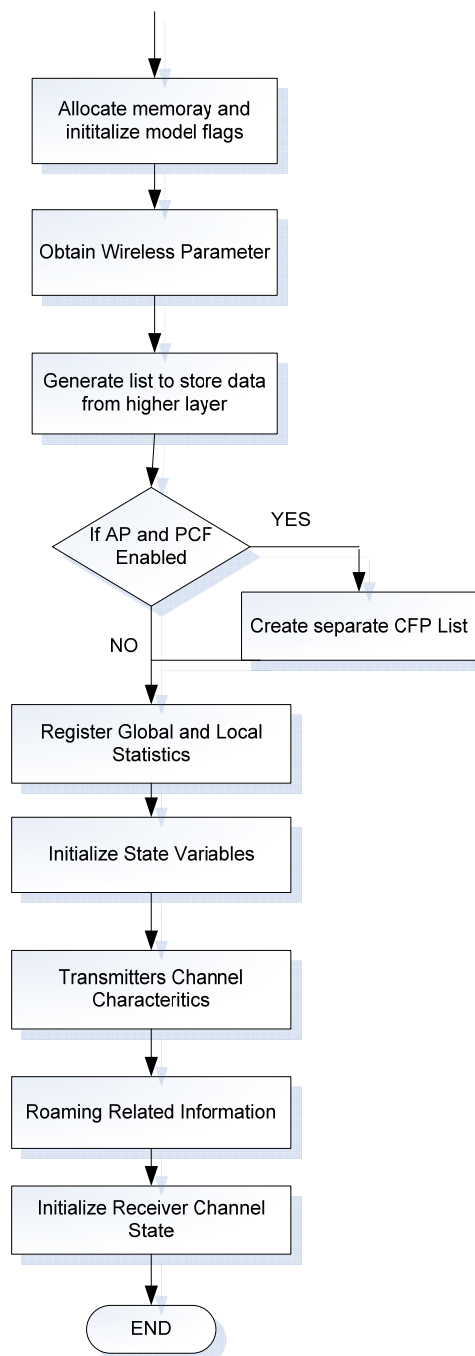 Allocate memoray and
inititalize model flags
Obtain Wireless Parameter
Generate list to store data
from higher layer
If AP and PCF
Enabled
YES
Create separate CFP List
NO
Register Global and Local
Statistics
Initialize State Variables
Transmitters Channel
Characteritics
Roaming Related Information
Initialize Receiver Channel
State
END